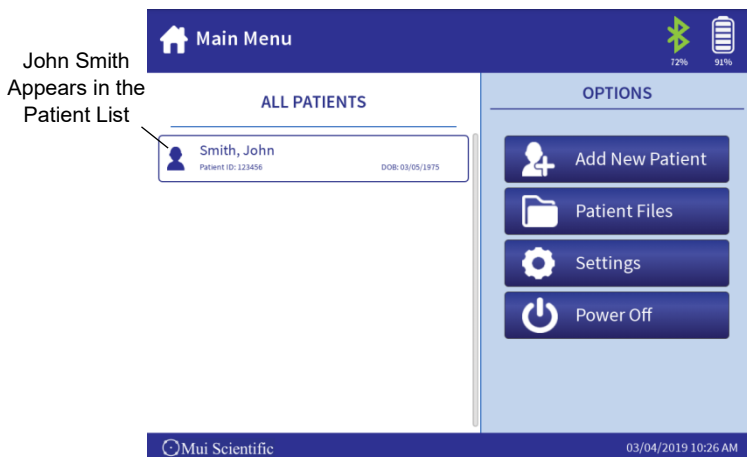 John Smith
Appears in the
Patient List
Main Menu
72%
91%
ALL PATIENTS
Smith, John
Patient ID: 123456
DOB: 03/05/1975
OPTIONS
Add New Patient
Patient Files
Settings
Power Off
Mui Scientific
03/04/2019 10:26 AM